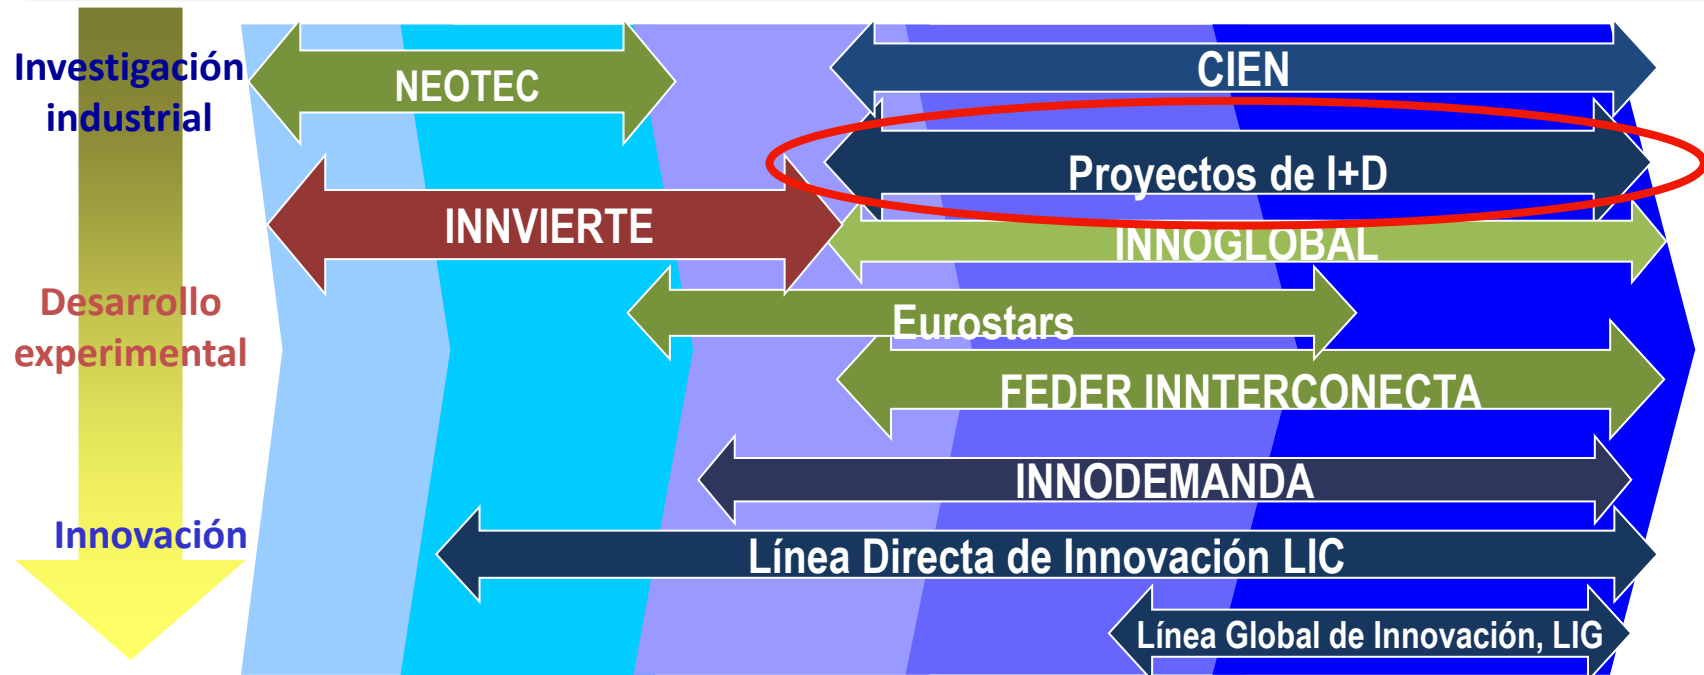 Investigación
industrial
NEOTEC
CIEN
Proyectos de I+D
INNVIERTE
INNOGLOBAL
Desarrollo
experimental
Eurostars
FEDER INNTERCONECTA
INNODEMANDA
Innovación
Línea Directa de Innovación LIC
Línea Global de Innovación, LIG